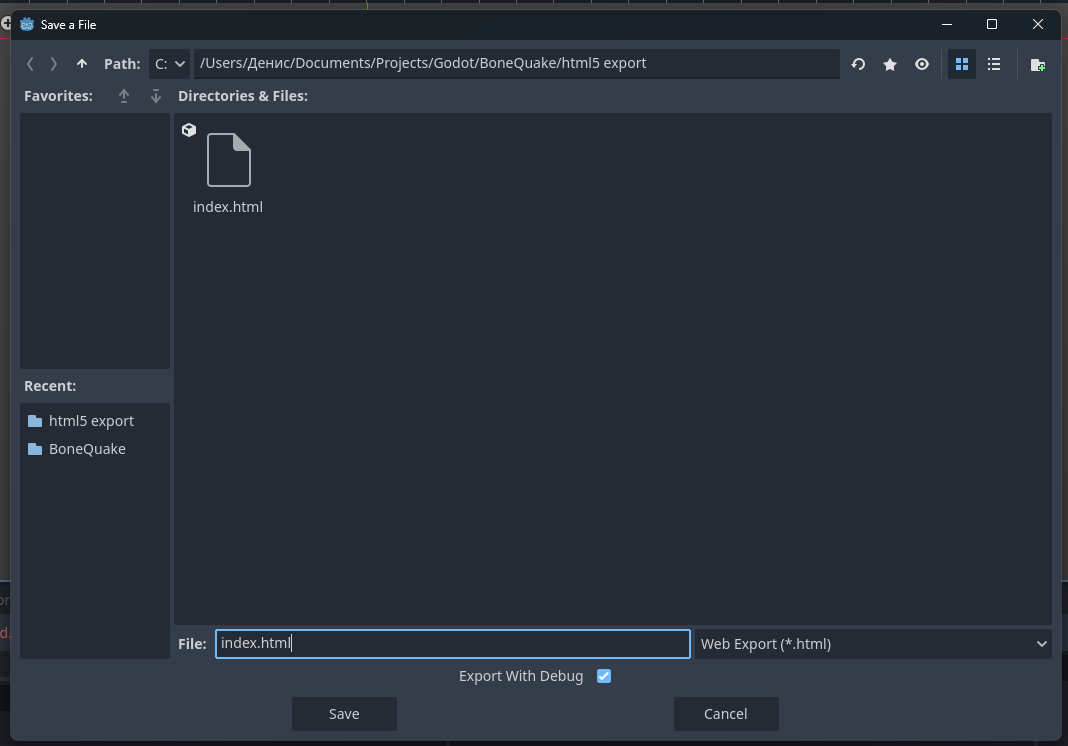 Save a File
Path: C: /Users/Денис/Documents/Projects/Godot/BoneQuake/html5 export
Favorites:
Directories & Files:
index.html
Recent:
html5 export
BoneQuake
File: index.html Web Export (*.html)
Export With Debug
Save Cancel